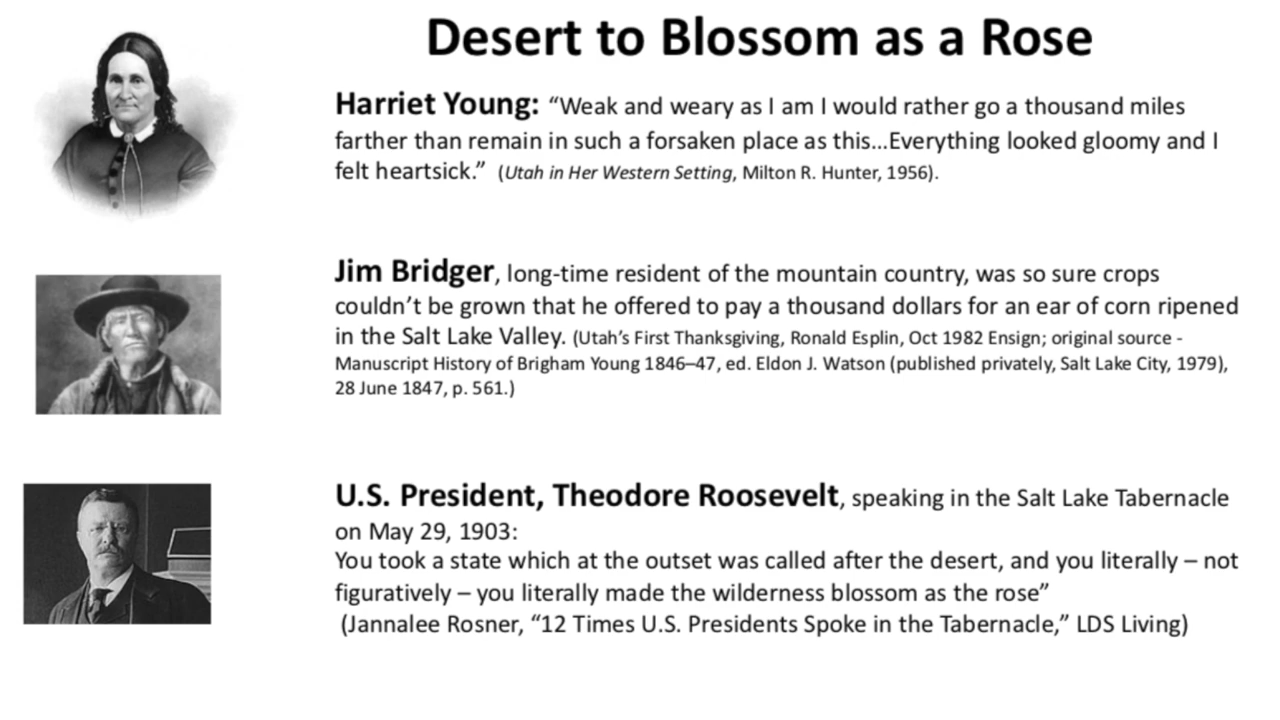 Desert to Blossom as a Rose
Harriet Young: “Weak and weary as I am I would rather go a thousand miles
farther than remain in such a forsaken place as this…Everything looked gloomy and I
felt heartsick.” (Utah in Her Western Setting, Milton R. Hunter, 1956).
Jim Bridger, long-time resident of the mountain country, was so sure crops
couldn’t be grown that he offered to pay a thousand dollars for an ear of corn ripened
in the Salt Lake Valley. (Utah’s First Thanksgiving, Ronald Esplin, Oct 1982 Ensign; original source -
Manuscript History of Brigham Young 1846–47, ed. Eldon J. Watson (published privately, Salt Lake City, 1979),
28 June 1847, p. 561.)
U.S. President, Theodore Roosevelt, speaking in the Salt Lake Tabernacle
on May 29, 1903:
You took a state which at the outset was called after the desert, and you literally – not
figuratively – you literally made the wilderness blossom as the rose”
(Jannalee Rosner, “12 Times U.S. Presidents Spoke in the Tabernacle,” LDS Living)